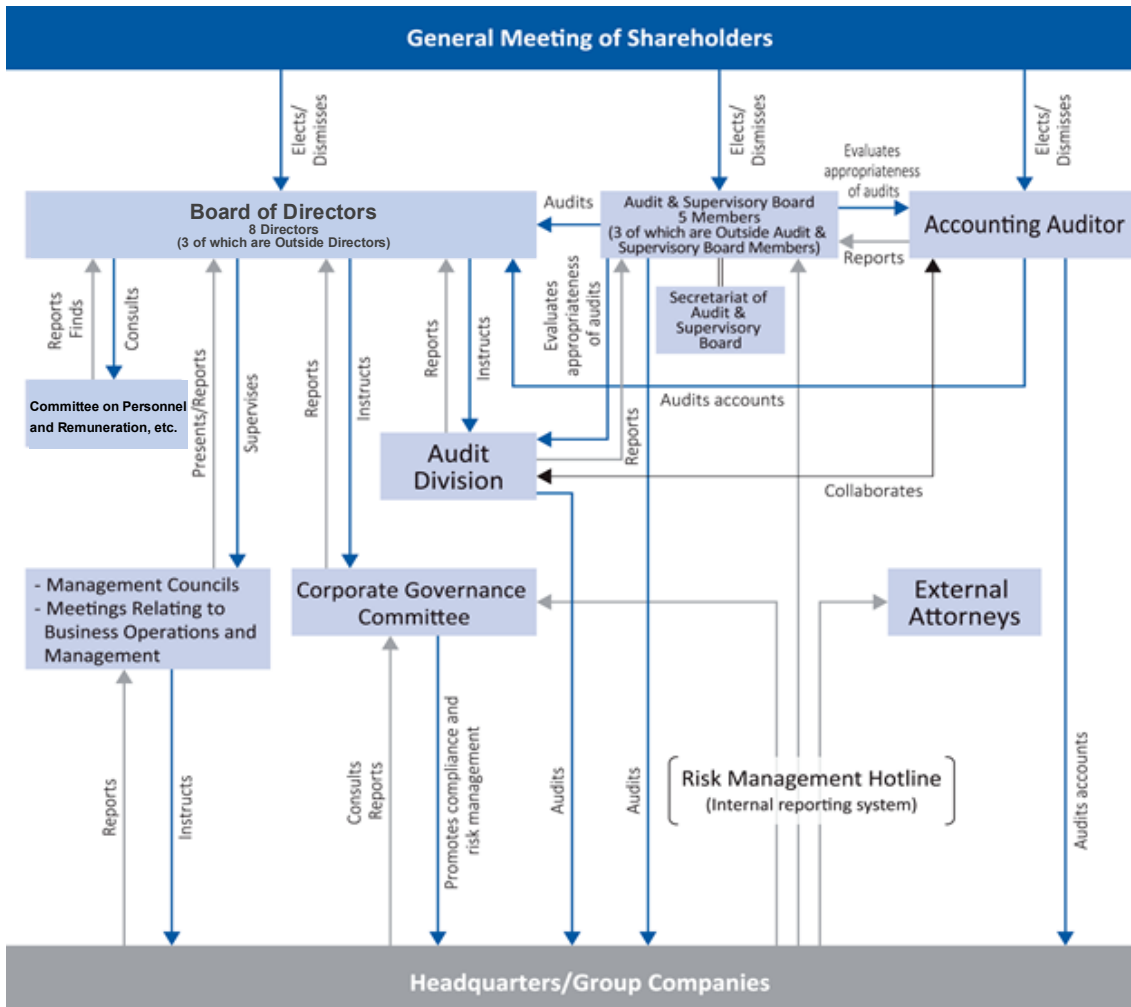 General Meeting of Shareholders
Elects/
Dismisses
Elects/
Dismisses
Elects/
Dismisses
Evaluates
appropriateness
of audits
Board of Directors
8 Directors
(3 of which are Outside Directors)
Audits
Audit & Supervisory Board
5 Members
(3 of which are Outside Audit &
Supervisory Board Members)
Accounting Auditor
Reports
Reports
Finds
Consults
Presents/Reports
Supervises
Reports
Instructs
Reports
Instructs
Evaluates
appropriateness
of audits
Reports
Secretariat of
Audit &
Supervisory
Board
Audits accounts
Committee on Personnel
and Remuneration, etc.
Audit
Division
Collaborates
- Management Councils
- Meetings Relating to
Business Operations and
Management
Corporate Governance
Committee
External
Attorneys
Reports
Instructs
Consults
Reports
Promotes compliance and
risk management
Audits
Audits
Risk Management Hotline
(Internal reporting system)
Audits accounts
Headquarters/Group Companies